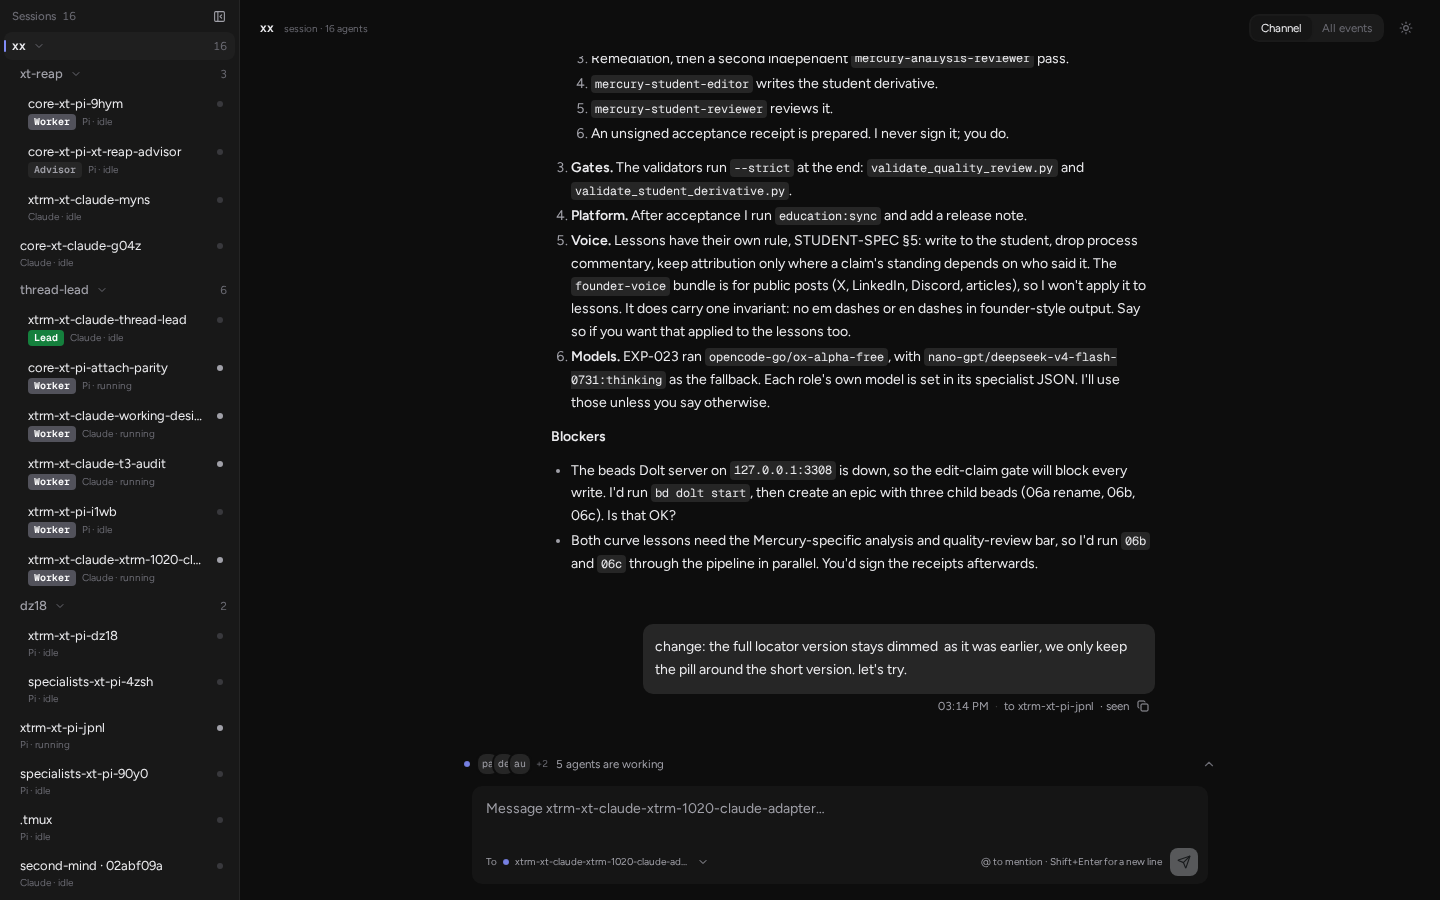 Sessions 16
xx 16
xt-reap 3
core-xt-pi-9hym
Worker Pi · idle
core-xt-pi-xt-reap-advisor
Advisor Pi · idle
xtrm-xt-claude-myns
Claude · idle
core-xt-claude-g04z
Claude · idle
thread-lead 6
xtrm-xt-claude-thread-lead
Lead Claude · idle
core-xt-pi-attach-parity
Worker Pi · running
xtrm-xt-claude-working-desi...
Worker Claude · running
xtrm-xt-claude-t3-audit
Worker Claude · running
xtrm-xt-pi-i1wb
Worker Pi · idle
xtrm-xt-claude-xtrm-1020-cl...
Worker Claude · running
dz18 2
xtrm-xt-pi-dz18
Pi · idle
specialists-xt-pi-4zsh
Pi · idle
xtrm-xt-pi-jpnl
Pi · running
specialists-xt-pi-90y0
Pi · idle
.tmux
Pi · idle
second-mind · 02abf09a
Claude · idle
xx session · 16 agents
Channel All events
3. Remediation, then a second independent mercury-analysis-reviewer pass.
4. mercury-student-editor writes the student derivative.
5. mercury-student-reviewer reviews it.
6. An unsigned acceptance receipt is prepared. I never sign it; you do.
3. Gates. The validators run --strict at the end: validate_quality_review.py and
validate_student_derivative.py.
4. Platform. After acceptance I run education:sync and add a release note.
5. Voice. Lessons have their own rule, STUDENT-SPEC §5: write to the student, drop process
commentary, keep attribution only where a claim's standing depends on who said it. The
founder-voice bundle is for public posts (X, LinkedIn, Discord, articles), so I won't apply it to
lessons. It does carry one invariant: no em dashes or en dashes in founder-style output. Say
so if you want that applied to the lessons too.
6. Models. EXP-023 ran opencode-go/ox-alpha-free, with nano-gpt/deepseek-v4-flash-
0731:thinking as the fallback. Each role's own model is set in its specialist JSON. I'll use
those unless you say otherwise.
Blockers
• The beads Dolt server on 127.0.0.1:3308 is down, so the edit-claim gate will block every
write. I'd run bd dolt start, then create an epic with three child beads (06a rename, 06b,
06c). Is that OK?
• Both curve lessons need the Mercury-specific analysis and quality-review bar, so I'd run 06b
and 06c through the pipeline in parallel. You'd sign the receipts afterwards.
change: the full locator version stays dimmed as it was earlier, we only keep
the pill around the short version. let's try.
03:14 PM · to xtrm-xt-pi-jpnl · seen
pa de au +2 5 agents are working
Message xtrm-xt-claude-xtrm-1020-claude-adapter...
To xtrm-xt-claude-xtrm-1020-claude-ad... @ to mention · Shift+Enter for a new line